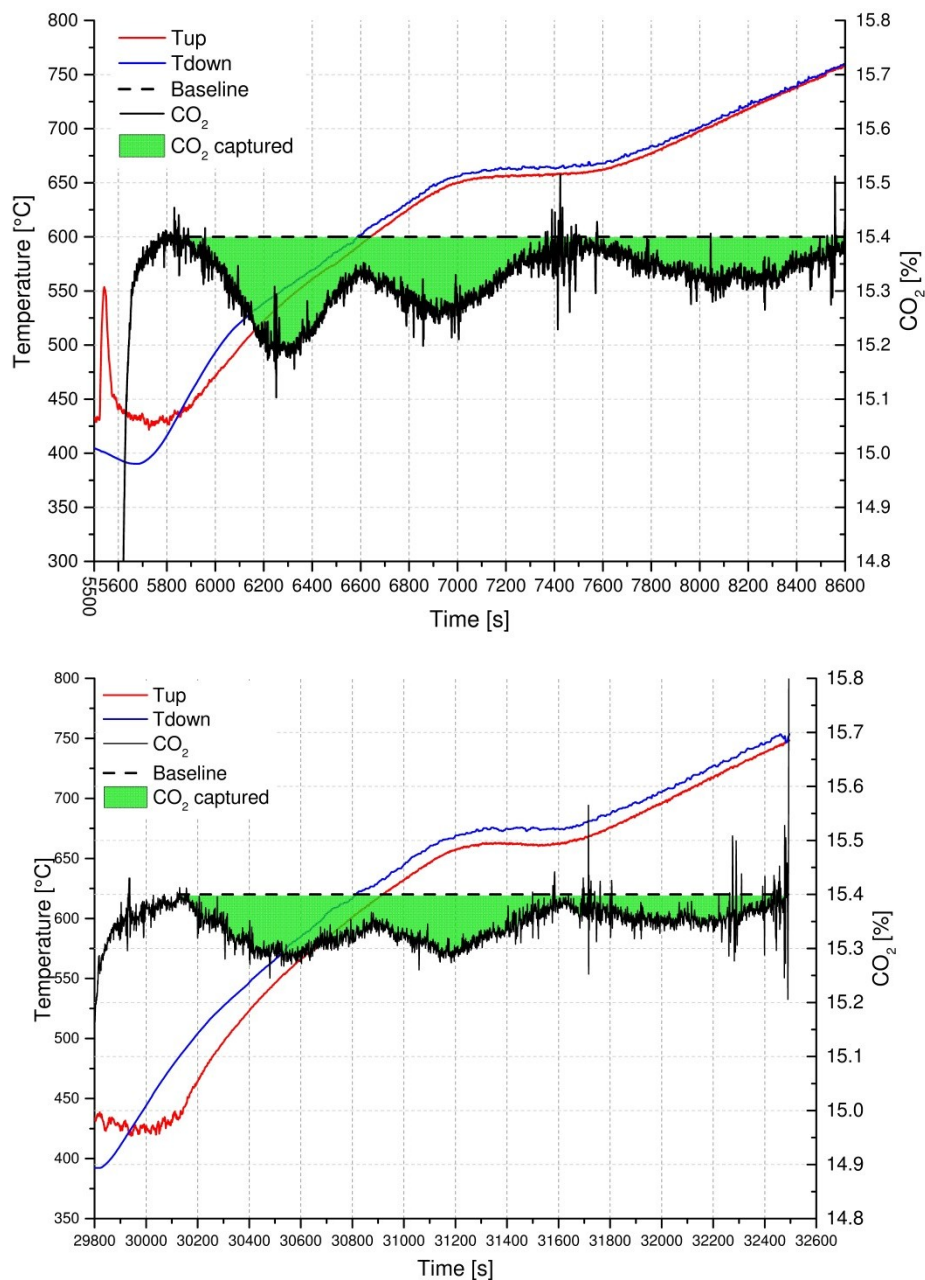 800
750
700
650
600
550
500
450
400
350
300
Temperature [°C]
Tup
Tdown
Baseline
CO₂
CO₂ captured
15.8
15.7
15.6
15.5
15.4
15.3
15.2
15.1
15.0
14.9
14.8
CO₂ [%]
5500 5600 5800 6000 6200 6400 6600 6800 7000 7200 7400 7600 7800 8000 8200 8400 8600
Time [s]
800
750
700
650
600
550
500
450
400
350
Temperature [°C]
Tup
Tdown
CO₂
Baseline
CO₂ captured
15.8
15.7
15.6
15.5
15.4
15.3
15.2
15.1
15.0
14.9
14.8
CO₂ [%]
29800 30000 30200 30400 30600 30800 31000 31200 31400 31600 31800 32000 32200 32400 32600
Time [s]